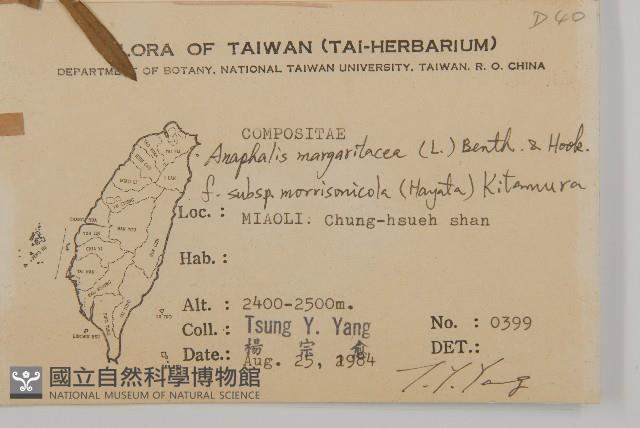 D40
FLORA OF TAIWAN (TAI-HERBARIUM)
DEPARTMENT OF BOTANY, NATIONAL TAIWAN UNIVERSITY, TAIWAN, R. O. CHINA
COMPOSITAE
Anaphalis margaritacea (L.) Benth. & Hook.
f. subsp. morrisonicola (Hayata) Kitamura
Loc.: MIAOLI: Chung-hsueh shan
Hab.:
Alt.: 2400-2500m.
Coll.: Tsung Y. Yang No.: 0399
楊宗愈
Date.: Aug. 25, 1984 DET.:
T. Y. Yang
國立自然科學博物館
NATIONAL MUSEUM OF NATURAL SCIENCE